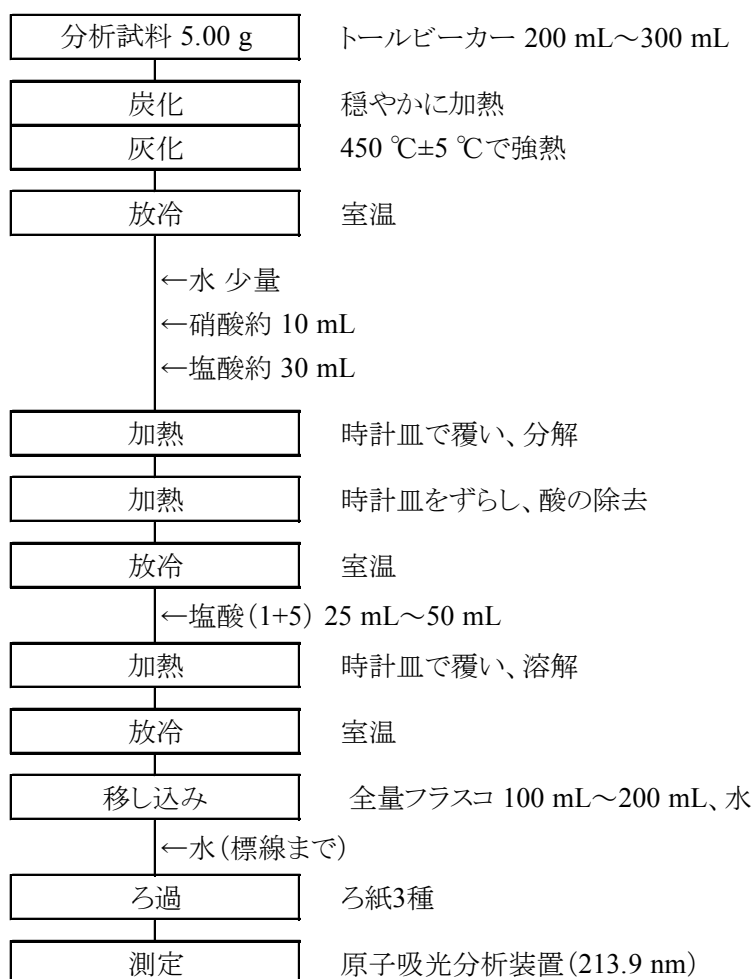 分析試料 5.00 g トールビーカー 200 mL～300 mL
炭化 穏やかに加熱
灰化 450 ℃±5 ℃で強熱
放冷 室温
←水 少量
←硝酸約 10 mL
←塩酸約 30 mL
加熱 時計皿で覆い、分解
加熱 時計皿をずらし、酸の除去
放冷 室温
←塩酸（1+5） 25 mL～50 mL
加熱 時計皿で覆い、溶解
放冷 室温
移し込み 全量フラスコ 100 mL～200 mL、水
←水（標線まで）
ろ過 ろ紙3種
測定 原子吸光分析装置（213.9 nm）